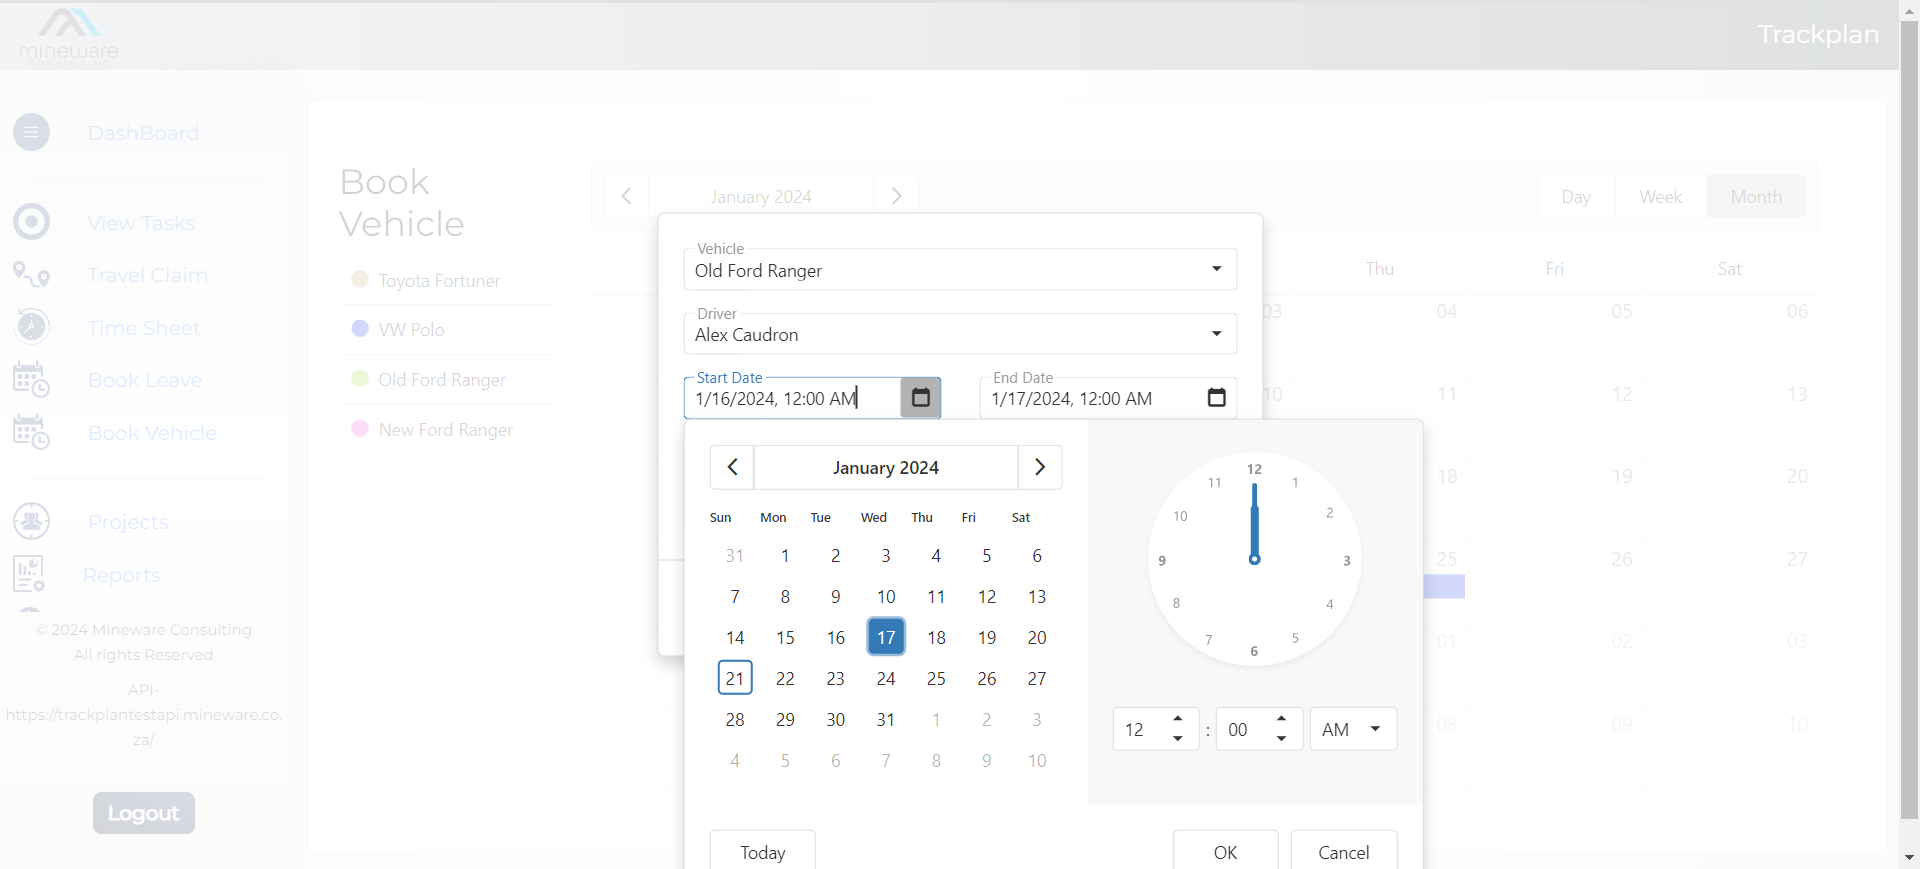 mineware
CONSULTING
Trackplan
DashBoard
View Tasks
Travel Claim
Time Sheet
Book Leave
Book Vehicle
Projects
Reports
© 2024 Mineware Consulting
All rights Reserved
API-
https://trackplantestapi.mineware.co.
za/
Logout
Book
Vehicle
Toyota Fortuner
VW Polo
Old Ford Ranger
New Ford Ranger
January 2024
Day Week Month
Thu Fri Sat
03 04 05 06
10 11 12 13
18 19 20
25 26 27
01 02 03
08 09 10
Vehicle
Old Ford Ranger
Driver
Alex Caudron
Start Date
1/16/2024, 12:00 AM
End Date
1/17/2024, 12:00 AM
January 2024
Sun Mon Tue Wed Thu Fri Sat
31 1 2 3 4 5 6
7 8 9 10 11 12 13
14 15 16 17 18 19 20
21 22 23 24 25 26 27
28 29 30 31 1 2 3
4 5 6 7 8 9 10
12
11 1
10 2
9 3
8 4
7 5
6
12 : 00 AM
Today OK Cancel